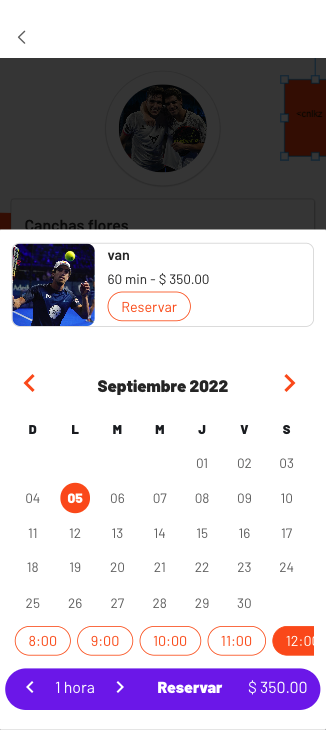 Canchas flores
van
60 min - $ 350.00
Reservar
Septiembre 2022
D L M M J V S
01 02 03
04 05 06 07 08 09 10
11 12 13 14 15 16 17
18 19 20 21 22 23 24
25 26 27 28 29 30
8:00 9:00 10:00 11:00 12:00
1 hora Reservar $ 350.00